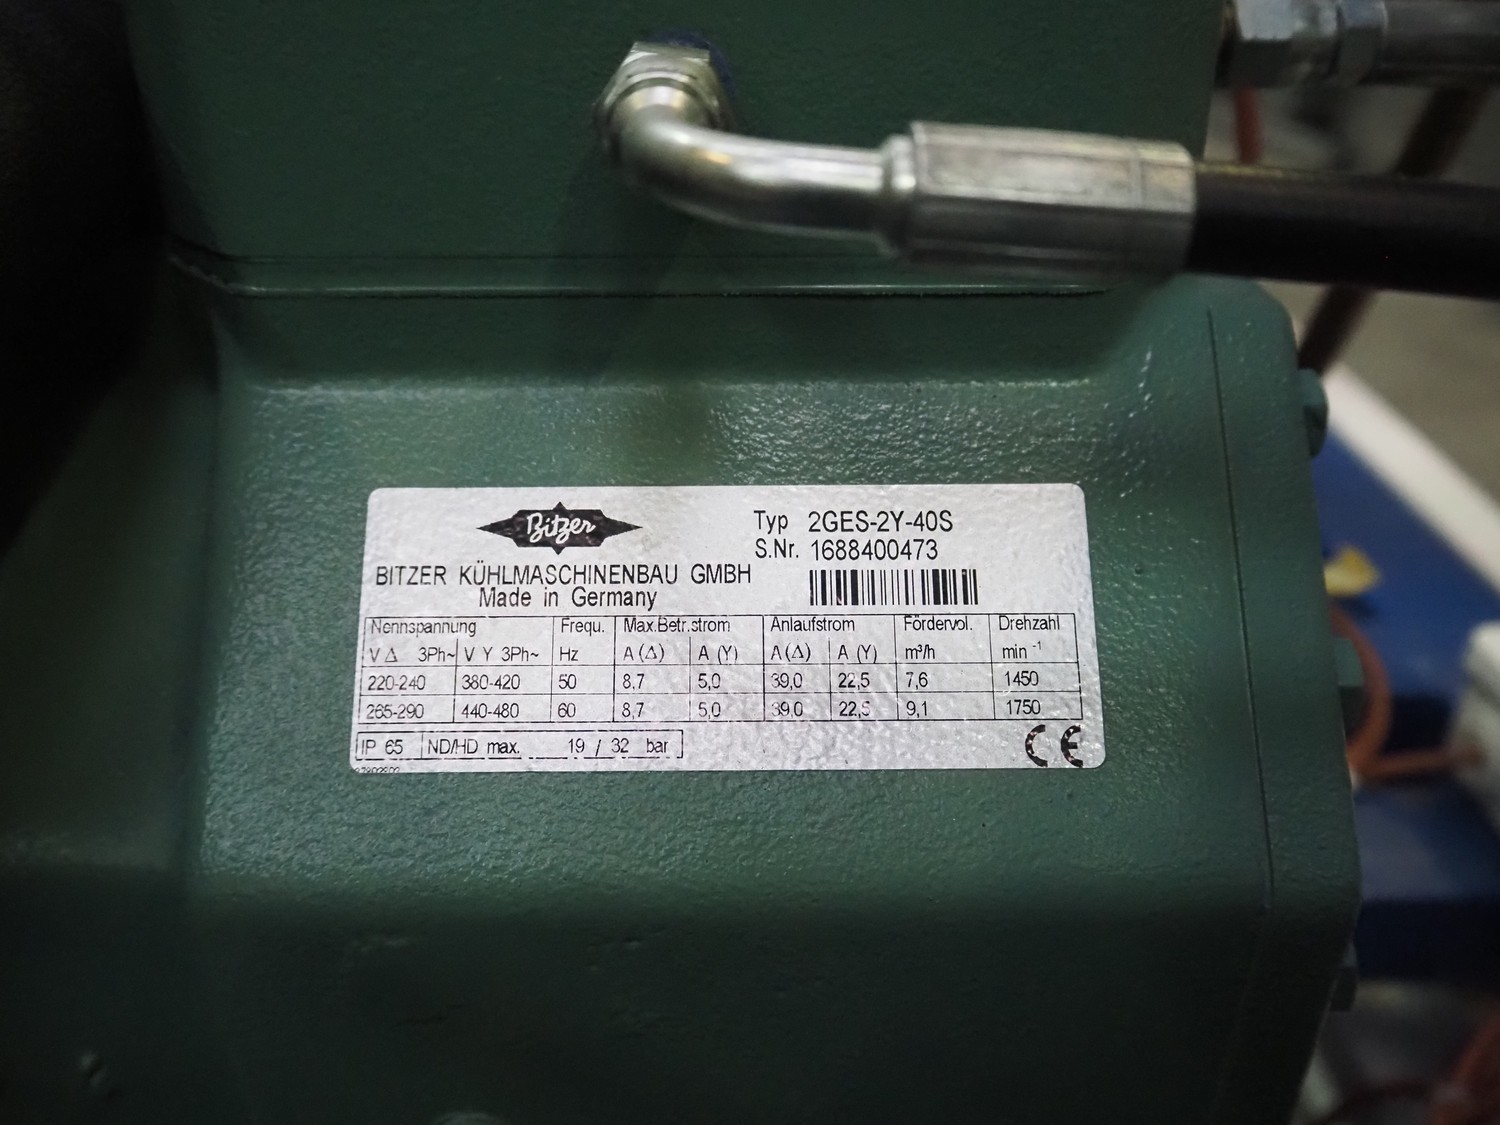 Bitzer
Typ 2GES-2Y-40S
S.Nr. 1688400473
BITZER KÜHLMASCHINENBAU GMBH
Made in Germany
Nennspannung Frequ. Max.Betr.strom Anlaufstrom Fördervol. Drehzahl
V Δ 3Ph~ V Y 3Ph~ Hz A (Δ) A (Y) A (Δ) A (Y) m³/h min -1
220-240 380-420 50 8,7 5,0 39,0 22,5 7,6 1450
265-290 440-480 60 8,7 5,0 39,0 22,5 9,1 1750
IP 65 ND/HD max. 19 / 32 bar
CE